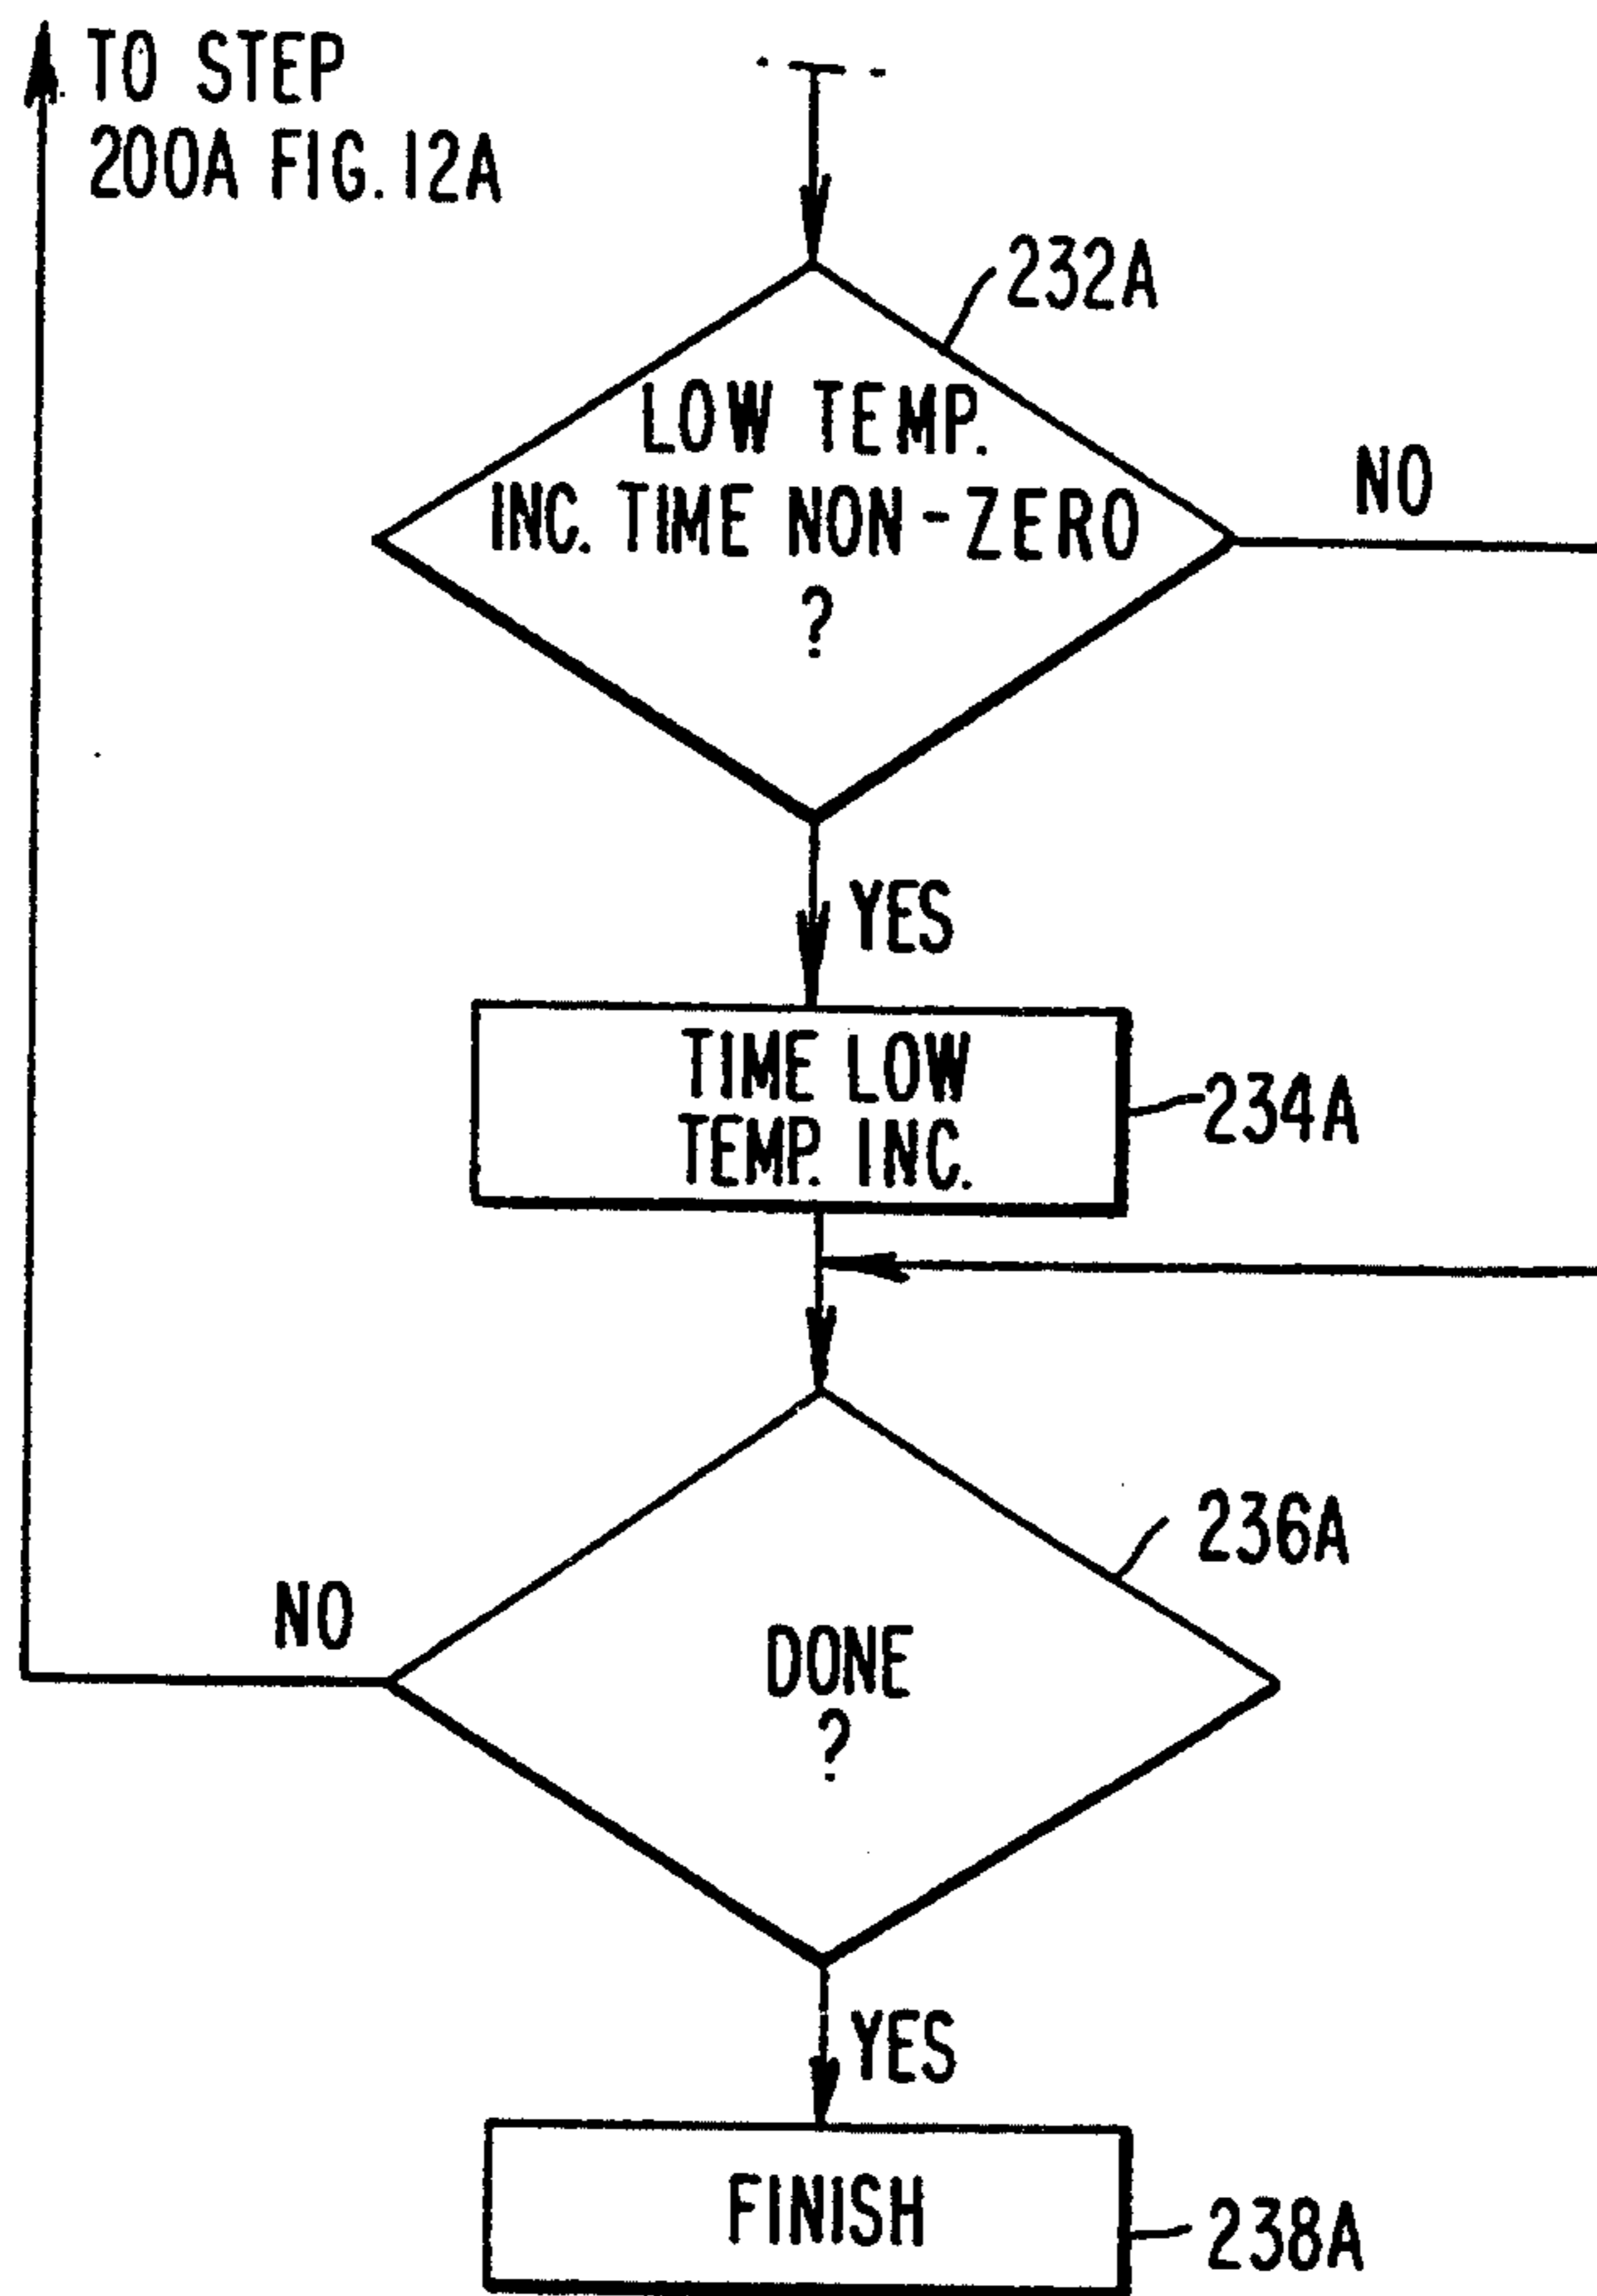 TO STEP
200A FIG. 12A
232A
LOW TEMP.
INC. TIME NON-ZERO
?
NO
YES
TIME LOW
TEMP. INC.
234A
236A
NO
DONE
?
YES
FINISH
238A